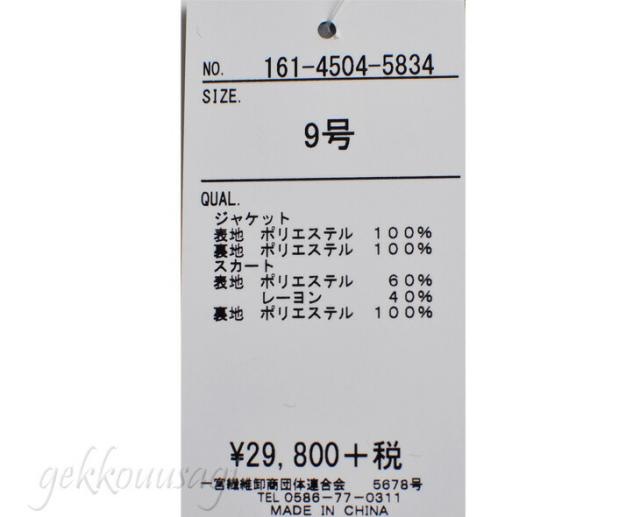 NO. 161-4504-5834
SIZE.
9号
QUAL.
ジャケット
表地 ポリエステル 100%
裏地 ポリエステル 100%
スカート
表地 ポリエステル 60%
レーヨン 40%
裏地 ポリエステル 100%
¥29,800+税
gekkouusagi
一宮繊維卸商団体連合会 5678号
TEL 0586-77-0311
MADE IN CHINA